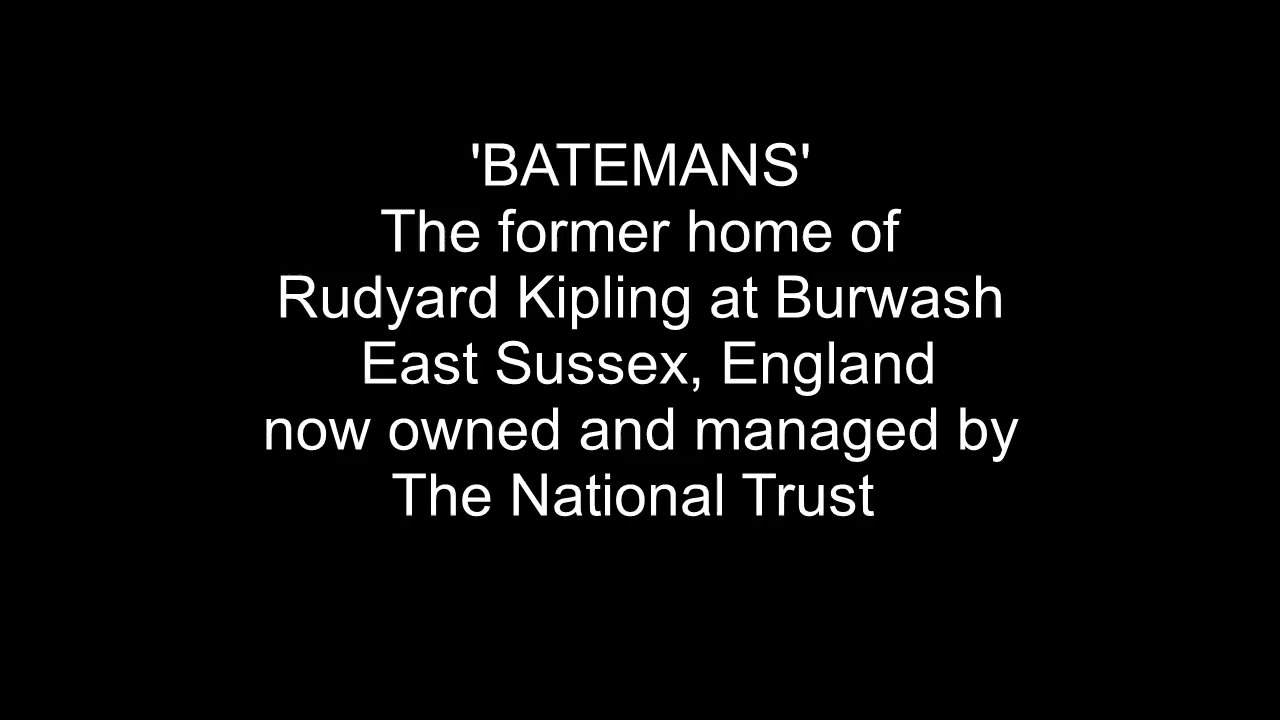 'BATEMANS'
The former home of
Rudyard Kipling at Burwash
East Sussex, England
now owned and managed by
The National Trust